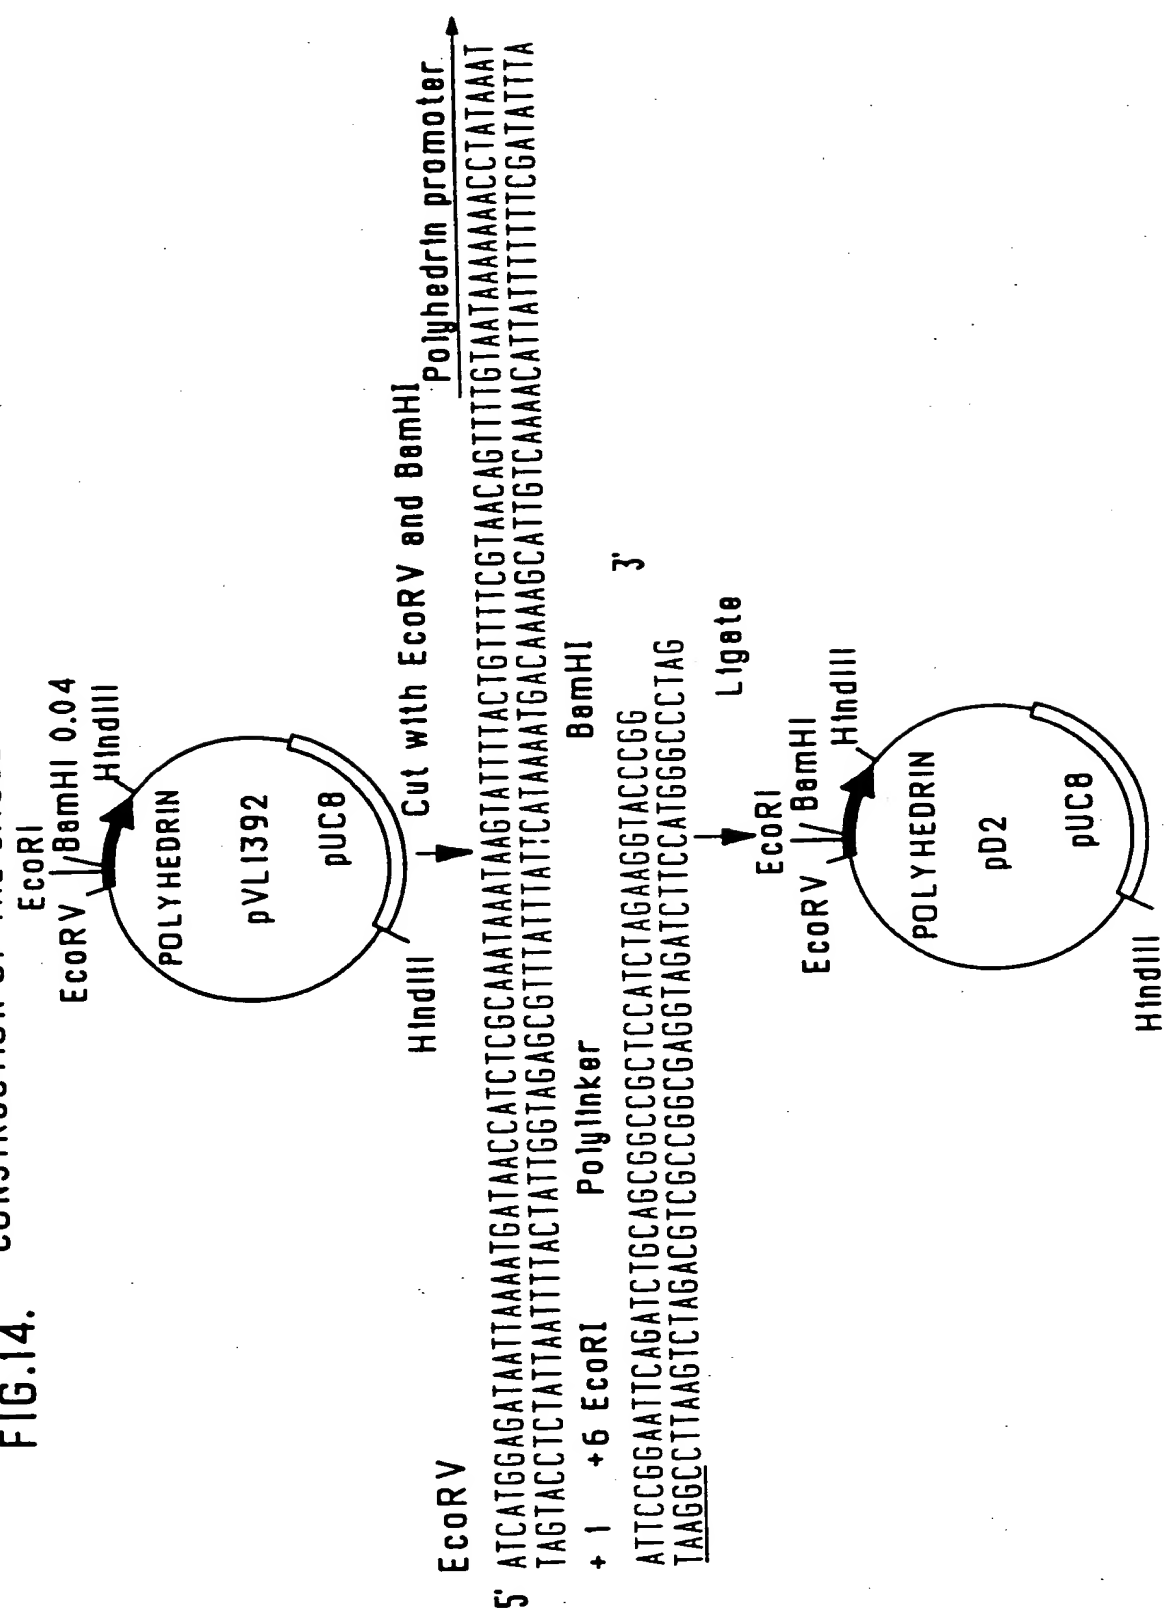 FIG.14.
EcoRI
EcoRV
BamHI 0.04
HindIII
POLYHEDRIN
pVL1392
pUC8
HindIII
Cut with EcoRV and BamHI
EcoRV
Polyhedrin promoter
5' ATCATGGAGATAATTAAAATGATAACCATCTCGCAAATAAATAAGTATTTTACTGTTTTCGTAACAGTTTTGTAATAAAAAAACCTATAAAT
TAGTACCTCTATTAATTTTACTATTGGTAGAGCGTTTATTTATTCATAAAATGACAAAAGCATTGTCAAAACATTATTTTTTTCGATATTTA
+ 1 +6 EcoRI Polylinker BamHI
3'
ATTCCGGAATTCAGATCTGCAGCGGCCGCTCCATCTAGAAGGTACCCGG
TAAGGCCTTAAGTCTAGACGTCGCCGGCGAGGTAGATCTTCCATGGGCCCTAG
Ligate
EcoRI
EcoRV
BamHI
HindIII
POLYHEDRIN
pD2
pUC8
HindIII